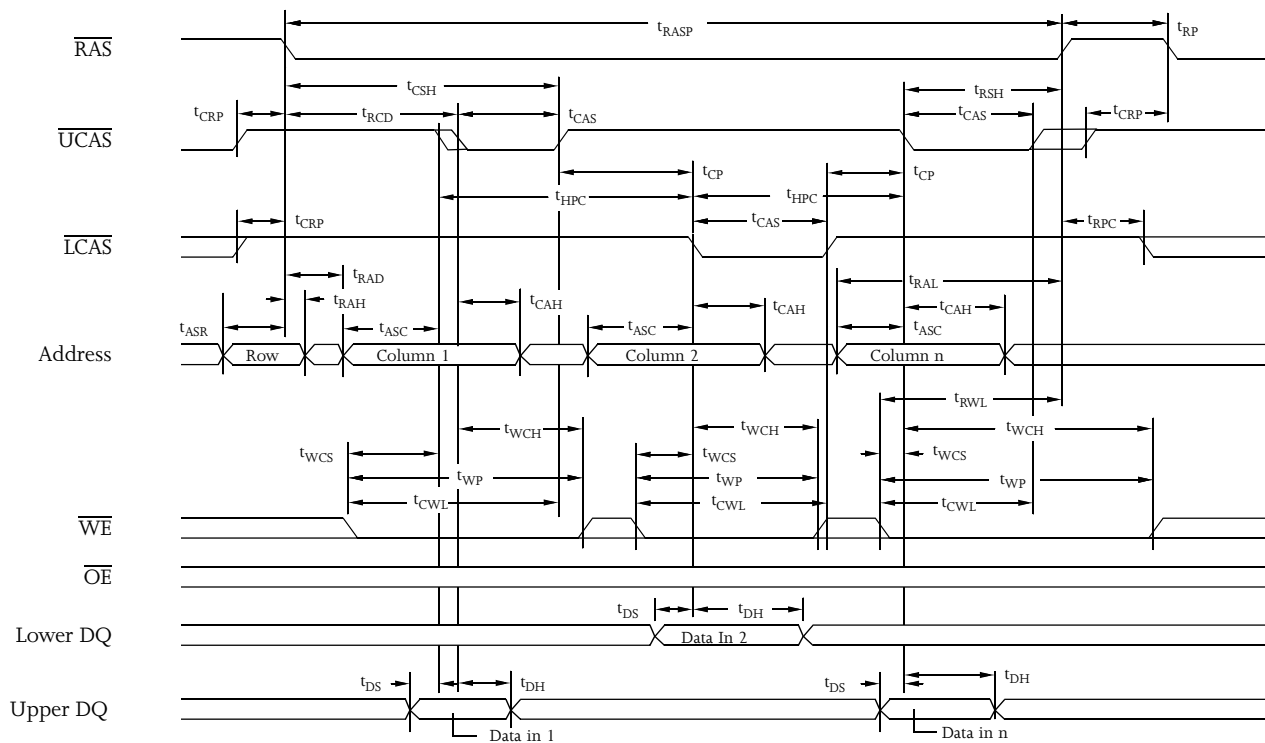 tRASP tRP
RAS
tCSH tRSH
tCRP tRCD tCAS tCAS tCRP
UCAS
tCP tCP
tHPC tHPC
tCRP tCAS tRPC
LCAS
tRAD tRAL
tRAH tCAH tCAH tCAH
tASR tASC tASC tASC
Address Row Column 1 Column 2 Column n
tRWL
tWCH tWCH tWCH
tWCS tWCS tWCS
tWP tWP tWP
tCWL tCWL tCWL
WE
OE
tDS tDH
Lower DQ Data In 2
tDS tDH tDS tDH
Upper DQ
Data in 1 Data in n